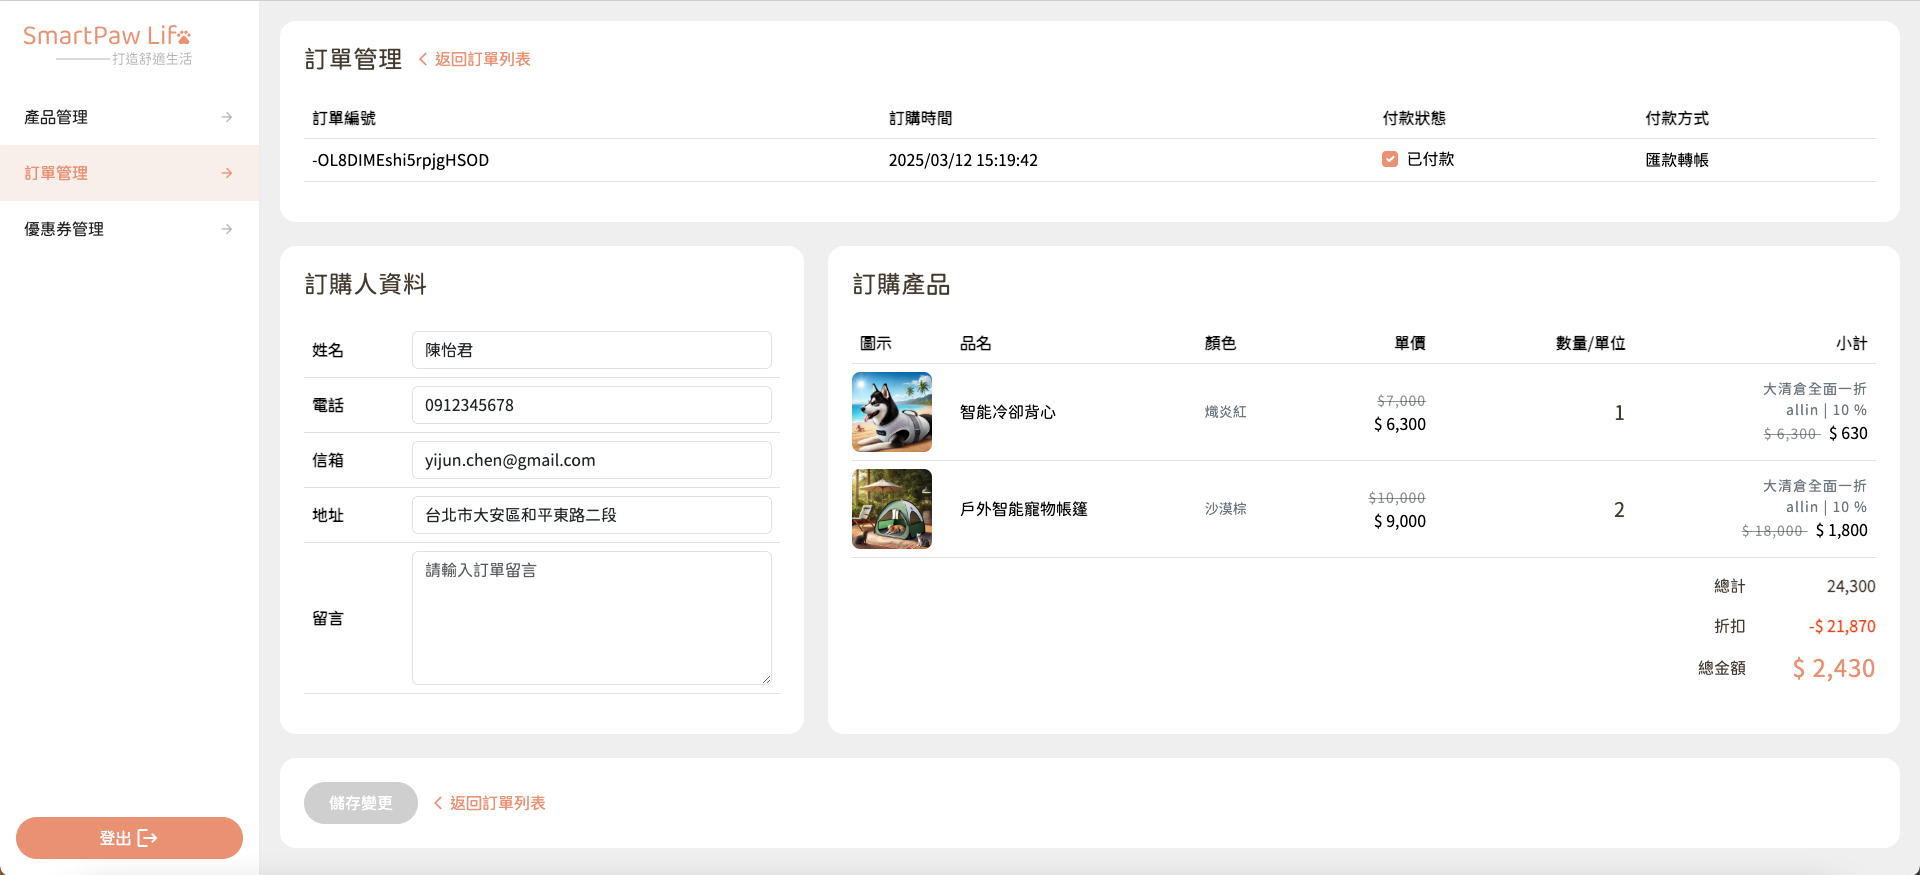 SmartPaw Life
打造舒適生活
產品管理
訂單管理
優惠券管理
登出
訂單管理 返回訂單列表
訂單編號 訂購時間 付款狀態 付款方式
-OL8DIMEshi5rpjgHSOD 2025/03/12 15:19:42 已付款 匯款轉帳
訂購人資料
姓名 陳怡君
電話 0912345678
信箱 yijun.chen@gmail.com
地址 台北市大安區和平東路二段
留言 請輸入訂單留言
訂購產品
圖示 品名 顏色 單價 數量/單位 小計
智能冷卻背心 熾炎紅 $7,000 $ 6,300 1 大清倉全面一折
allin | 10 %
$ 6,300 $ 630
戶外智能寵物帳篷 沙漠棕 $10,000 $ 9,000 2 大清倉全面一折
allin | 10 %
$ 18,000 $ 1,800
總計 24,300
折扣 -$ 21,870
總金額 $ 2,430
儲存變更 返回訂單列表